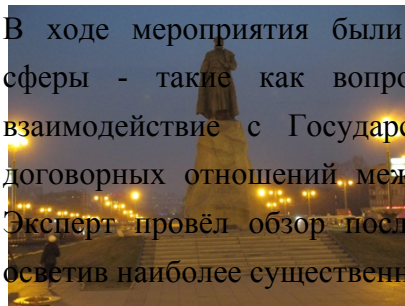 В ходе мероприятия были
сферы - такие как вопро
взаимодействие с Государс
договорных отношений меж
Эксперт провёл обзор посл
осветив наиболее существенн